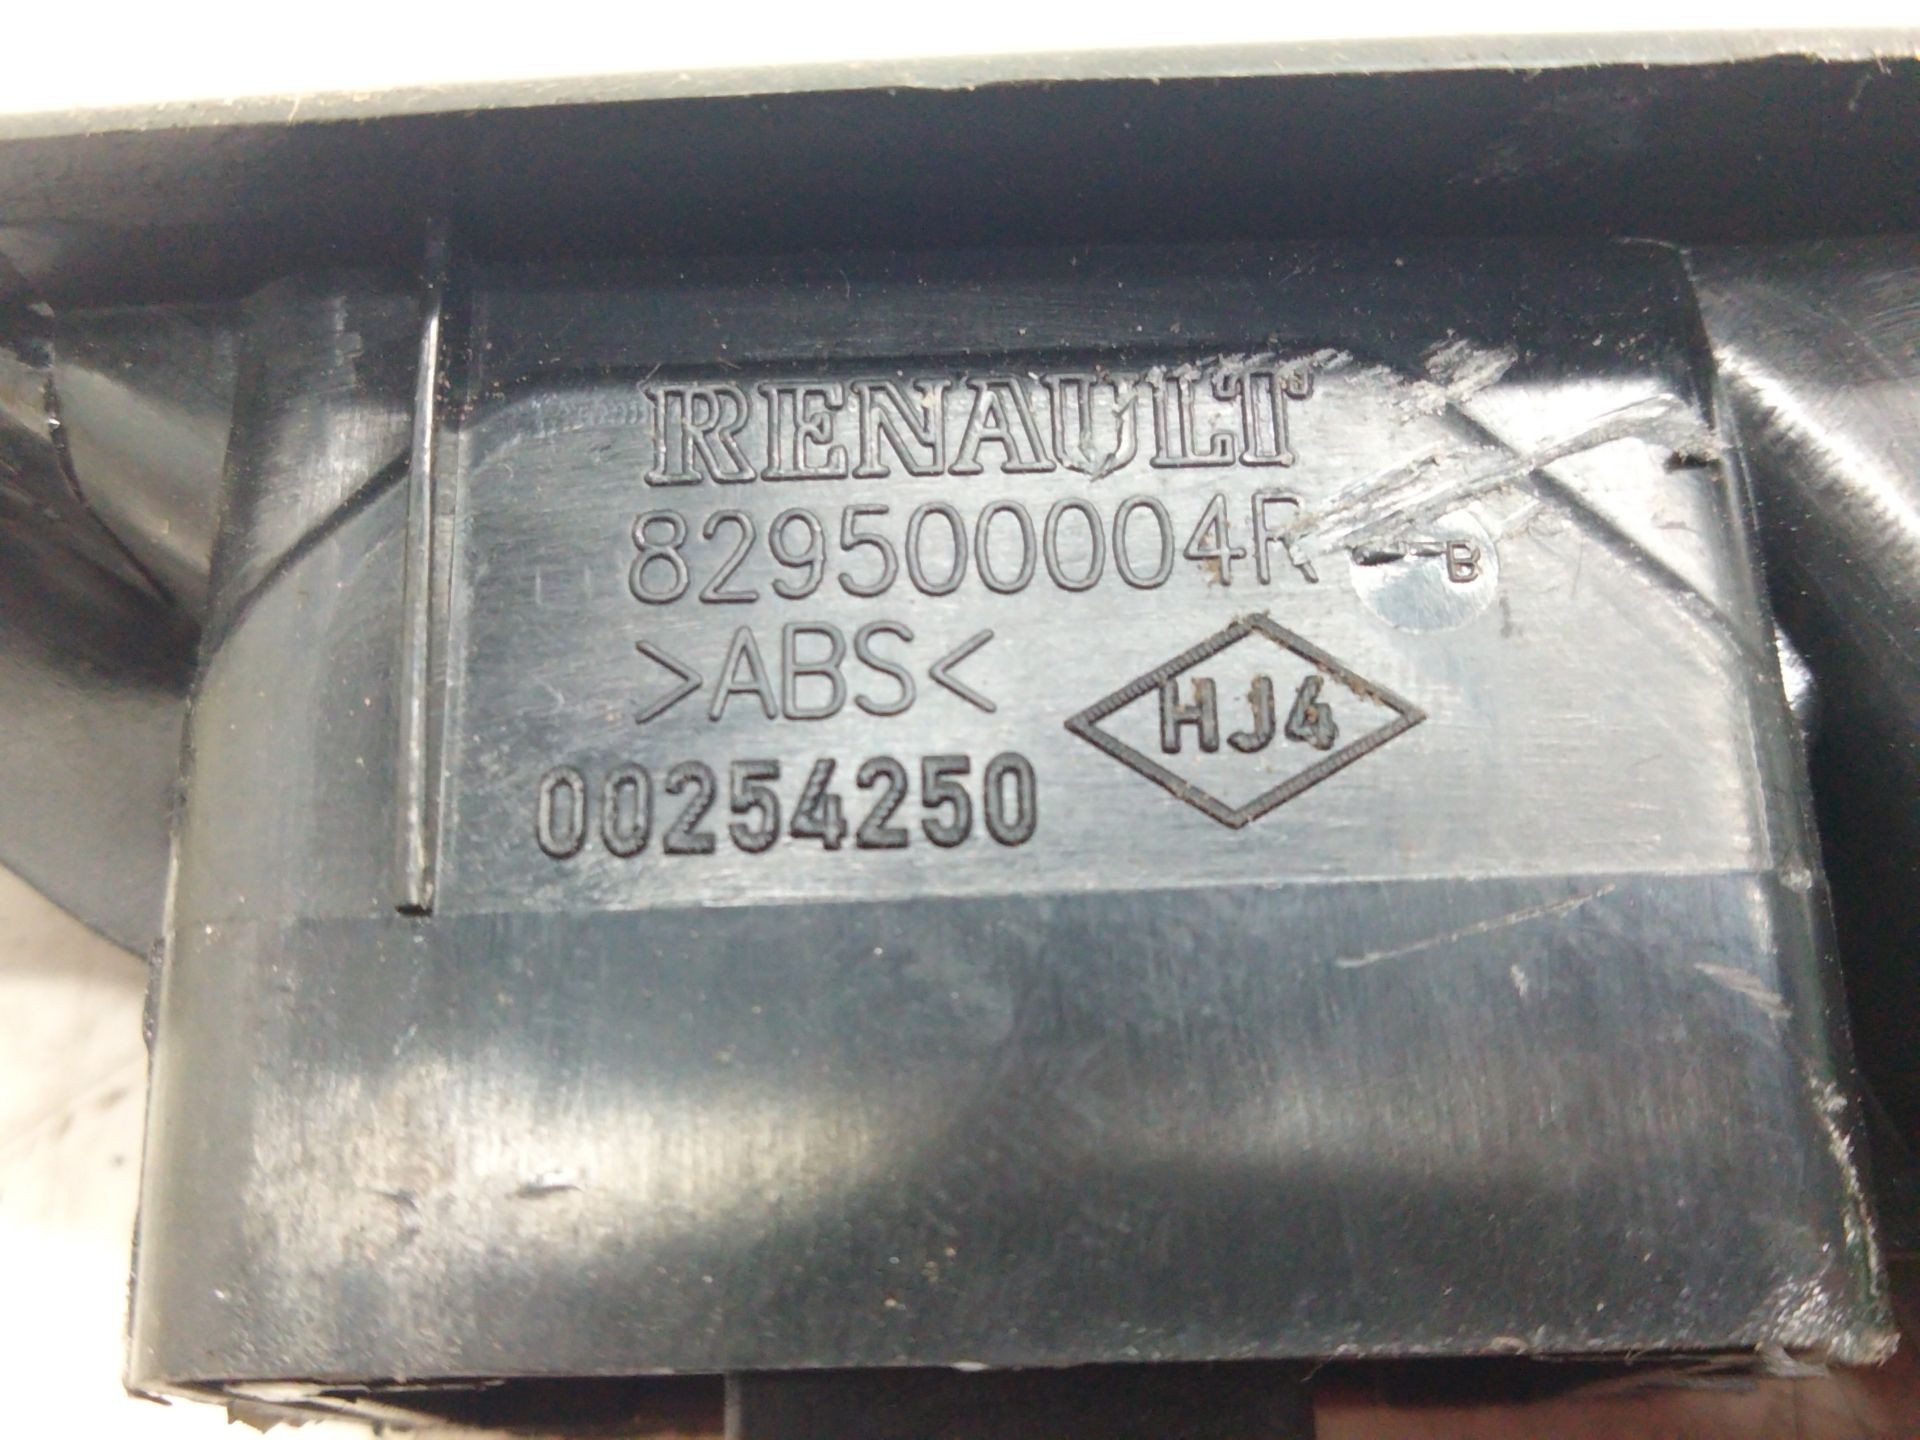 RENAULT
829500004R --B
>ABS<
HJ4
00254250